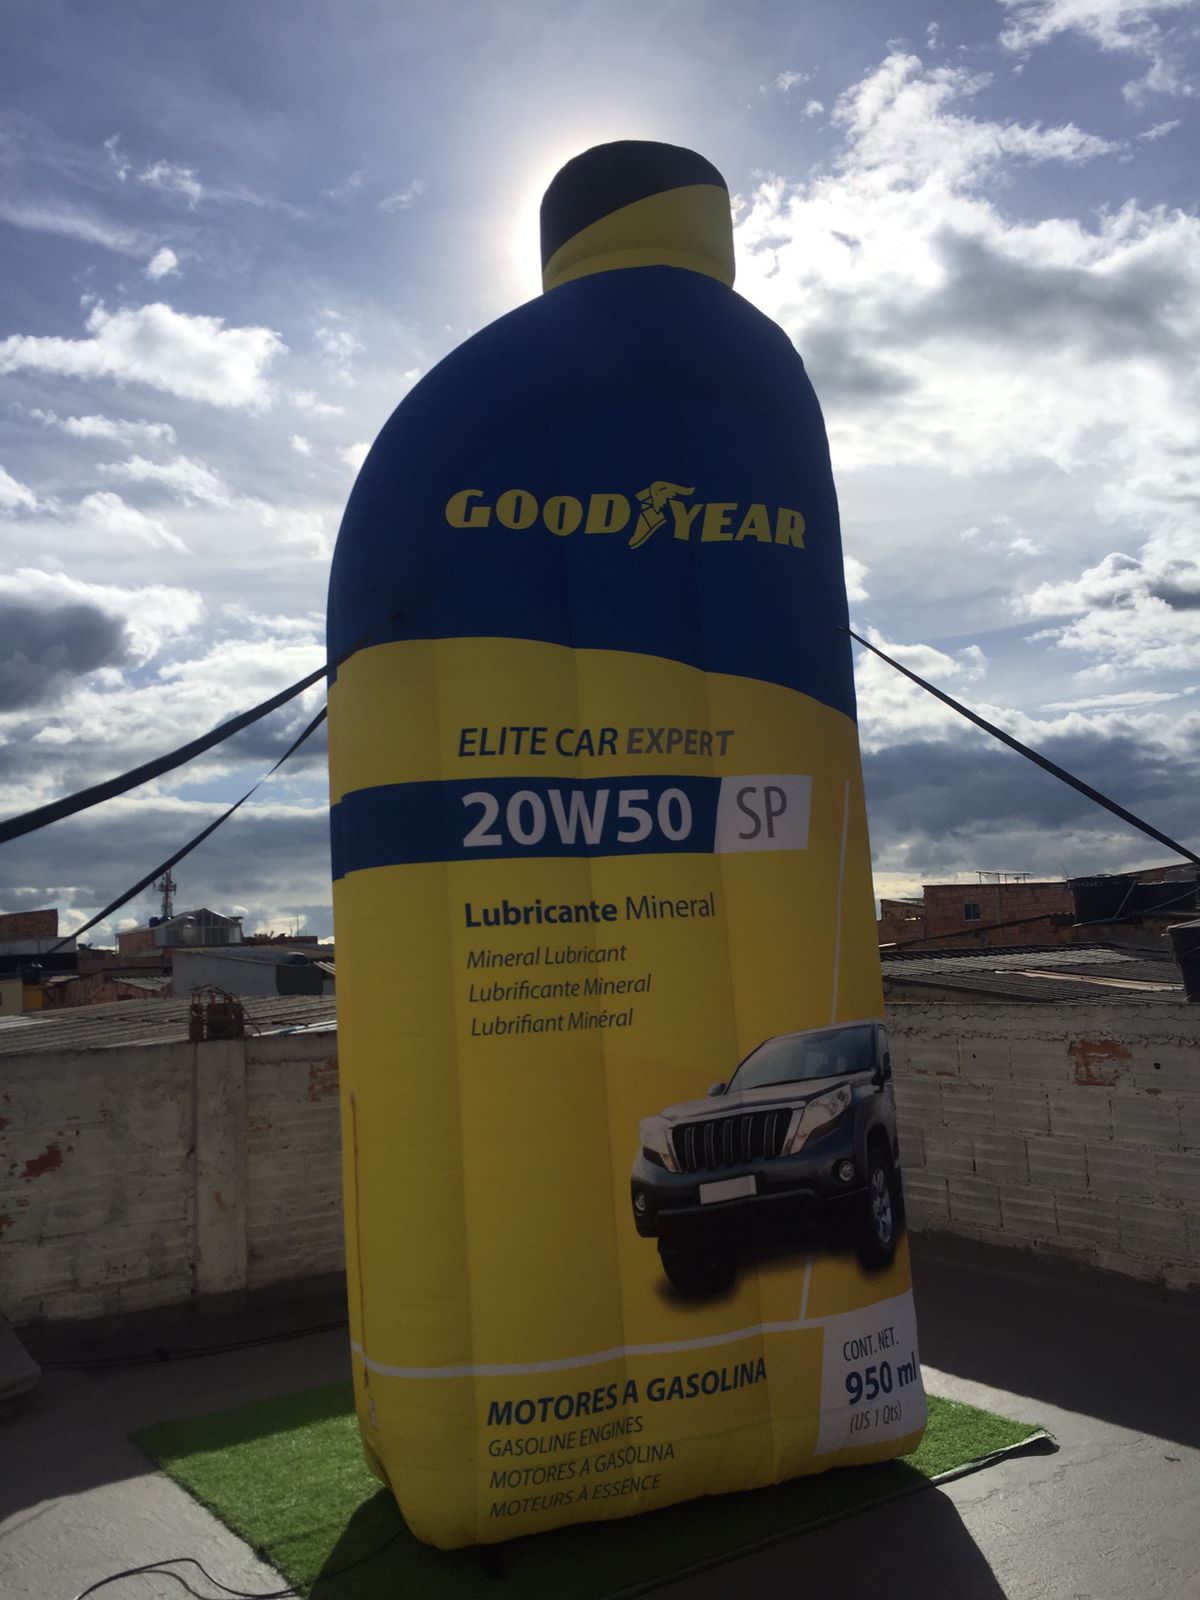 GOODYEAR
ELITE CAR EXPERT
20W50 SP
Lubricante Mineral
Mineral Lubricant
Lubrificante Mineral
Lubrifiant Minéral
CONT. NET.
950 ml
(US 1 Qts)
MOTORES A GASOLINA
GASOLINE ENGINES
MOTORES A GASOLINA
MOTEURS À ESSENCE